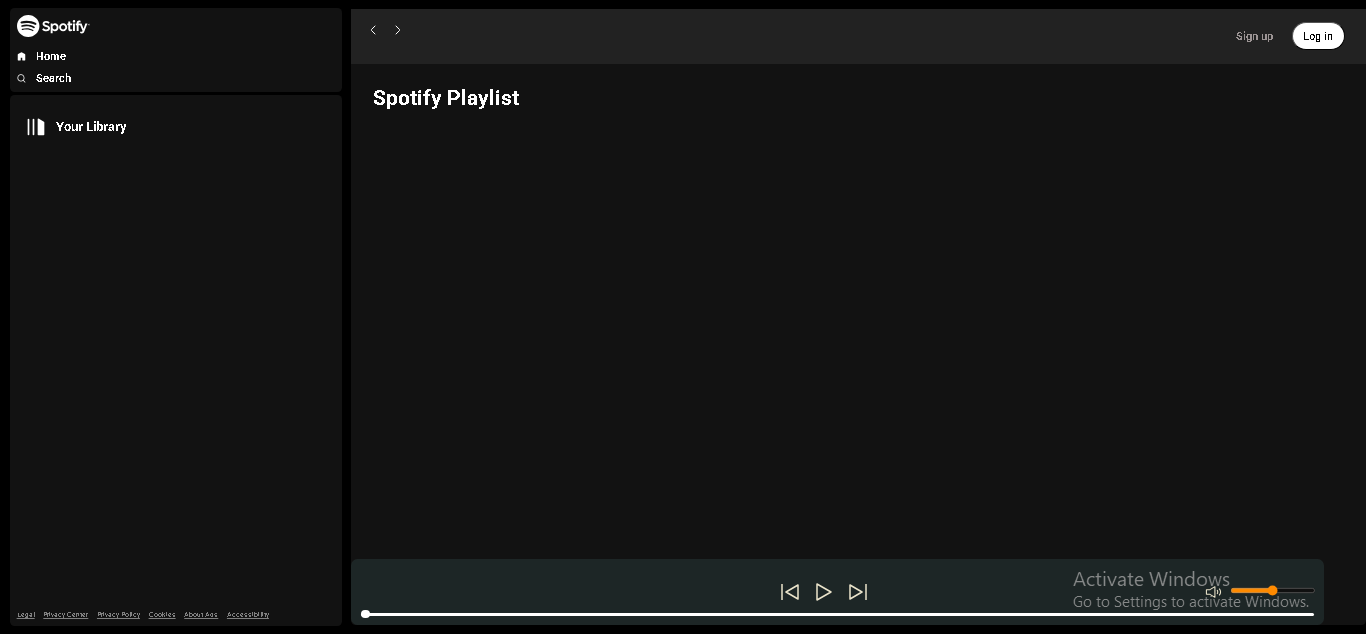 Spotify
Home
Search
Your Library
Legal Privacy Center Privacy Policy Cookies About Ads Accessibility
Sign up Log in
Spotify Playlist
Activate Windows
Go to Settings to activate Windows.